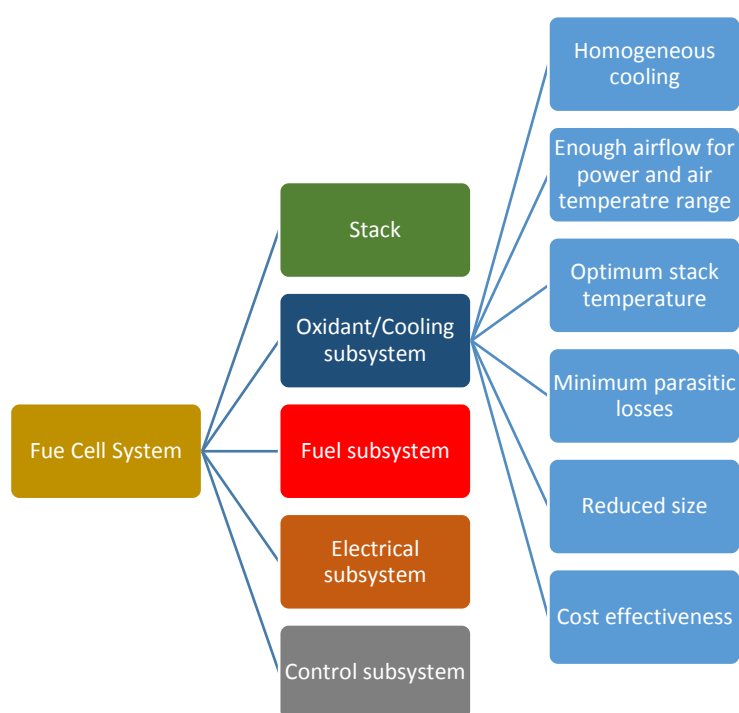 Fue Cell System
Stack
Oxidant/Cooling
subsystem
Fuel subsystem
Electrical
subsystem
Control subsystem
Homogeneous
cooling
Enough airflow for
power and air
temperatre range
Optimum stack
temperature
Minimum parasitic
losses
Reduced size
Cost effectiveness